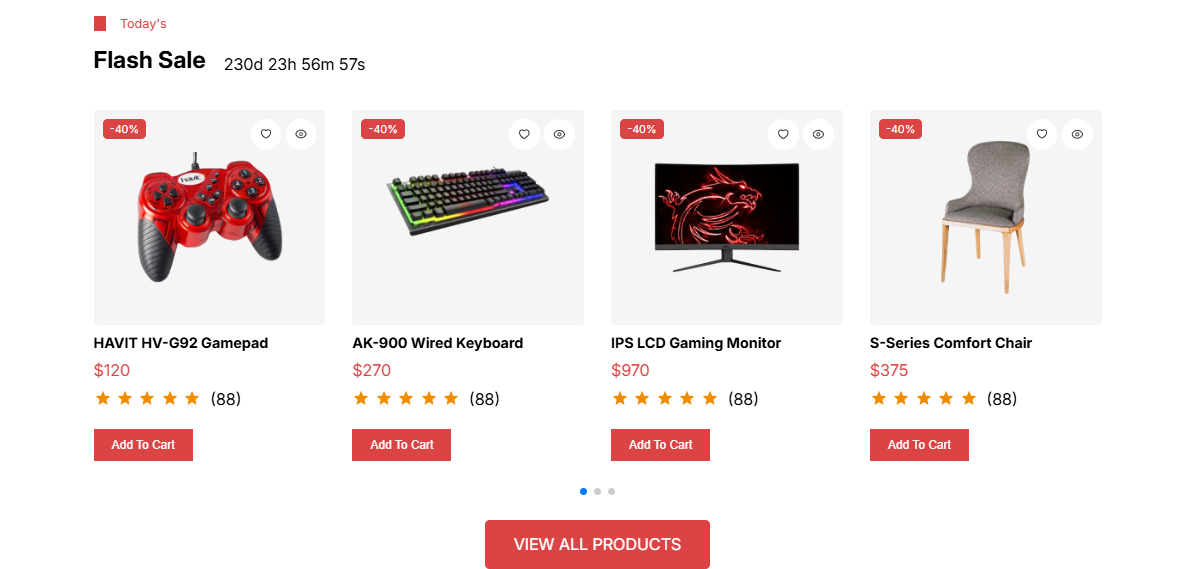 Today's
Flash Sale 230d 23h 56m 57s
-40% -40% -40% -40%
HAVIT HV-G92 Gamepad AK-900 Wired Keyboard IPS LCD Gaming Monitor S-Series Comfort Chair
$120 $270 $970 $375
(88) (88) (88) (88)
Add To Cart Add To Cart Add To Cart Add To Cart
VIEW ALL PRODUCTS